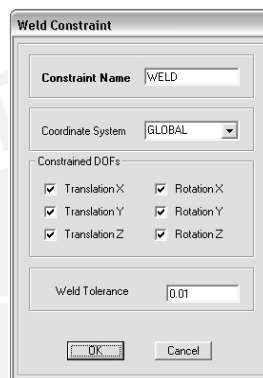 Weld Constraint
Constraint Name WELD
Coordinate System GLOBAL
Constrained DOFs
Translation X Rotation X
Translation Y Rotation Y
Translation Z Rotation Z
Weld Tolerance 0.01
OK Cancel